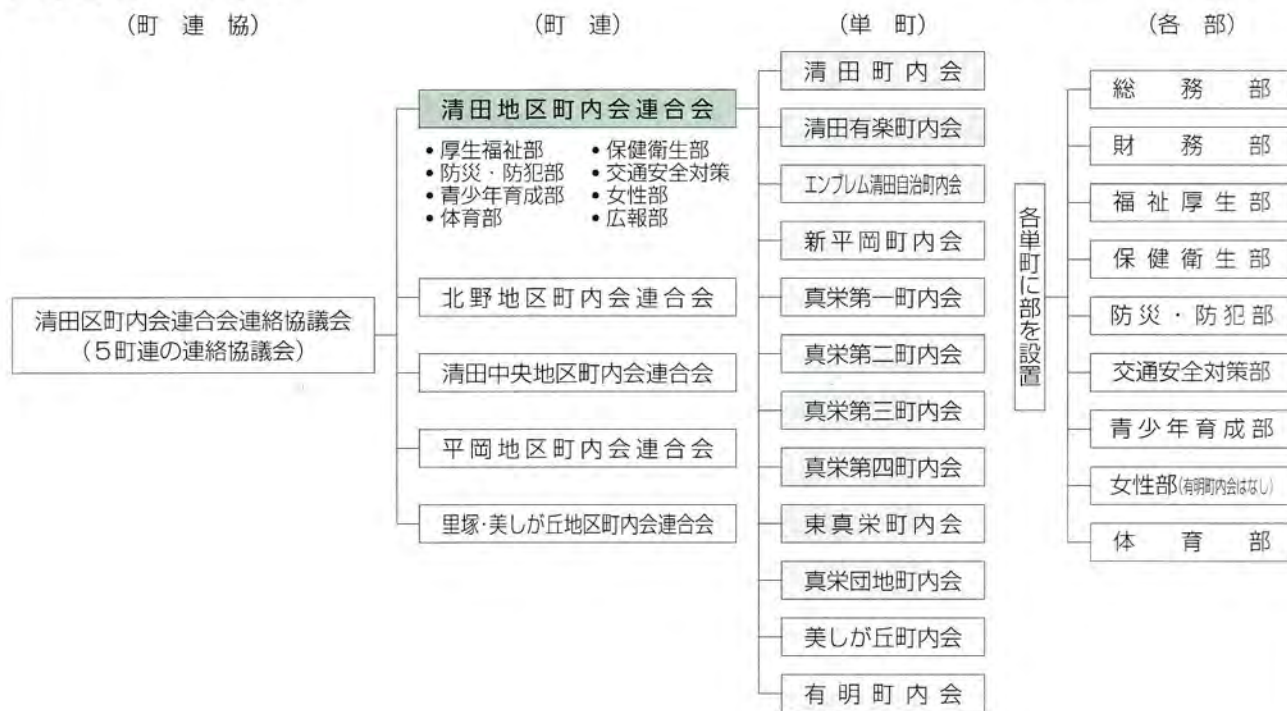 (町連協)
(町連)
(単町)
(各部)
清田区町内会連合会連絡協議会
(5町連の連絡協議会)
清田地区町内会連合会
• 厚生福祉部
• 保健衛生部
• 防災・防犯部
• 交通安全対策
• 青少年育成部
• 女性部
• 体育部
• 広報部
北野地区町内会連合会
清田中央地区町内会連合会
平岡地区町内会連合会
里塚・美しが丘地区町内会連合会
清田町内会
清田有楽町内会
エンブレム清田自治町内会
新平岡町内会
真栄第一町内会
真栄第二町内会
真栄第三町内会
真栄第四町内会
東真栄町内会
真栄団地町内会
美しが丘町内会
有明町内会
各単町に部を設置
総務部
財務部
福祉厚生部
保健衛生部
防災・防犯部
交通安全対策部
青少年育成部
女性部(有明町内会はなし)
体育部